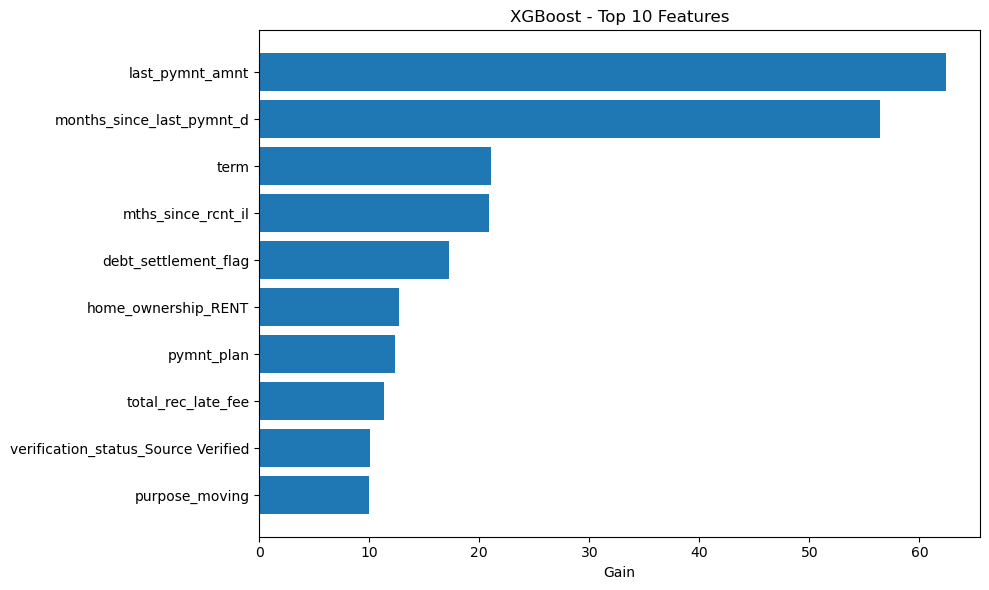 XGBoost - Top 10 Features
last_pymnt_amnt
months_since_last_pymnt_d
term
mths_since_rcnt_il
debt_settlement_flag
home_ownership_RENT
pymnt_plan
total_rec_late_fee
verification_status_Source Verified
purpose_moving
0 10 20 30 40 50 60
Gain